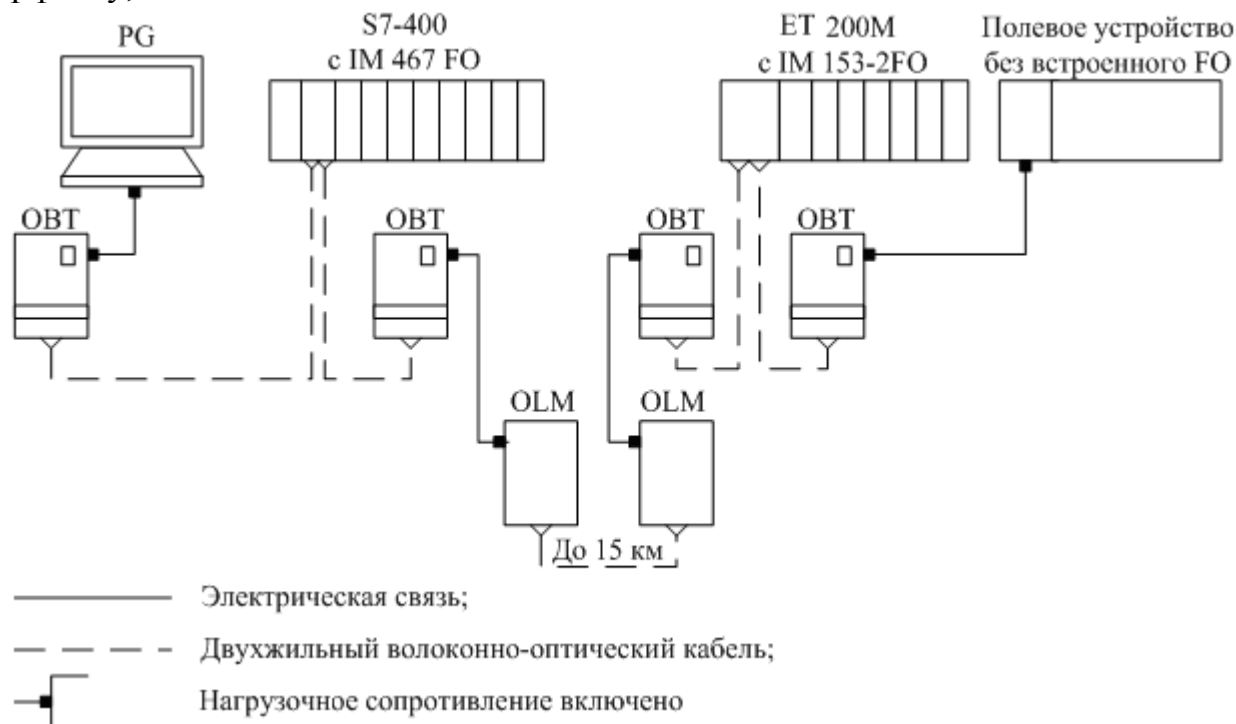 PG
S7-400
с IM 467 FO
ET 200M
с IM 153-2FO
Полевое устройство
без встроенного FO
OBT
OBT
OBT
OBT
OLM
OLM
До 15 км
Электрическая связь;
Двухжильный волоконно-оптический кабель;
Нагрузочное сопротивление включено